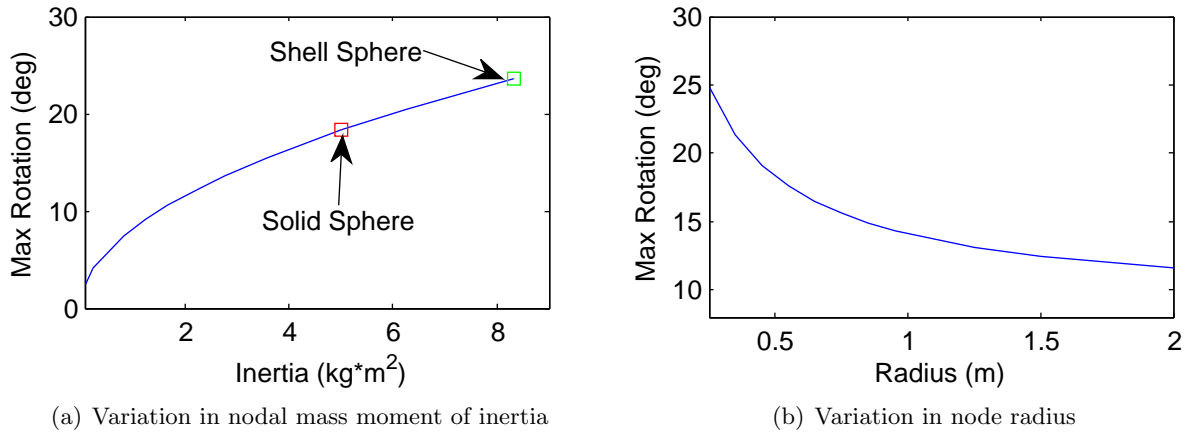 30
20
10
0
Max Rotation (deg)
Shell Sphere
Solid Sphere
2
4
6
8
Inertia (kg*m²)
(a) Variation in nodal mass moment of inertia
30
25
20
15
10
Max Rotation (deg)
0.5
1
1.5
2
Radius (m)
(b) Variation in node radius